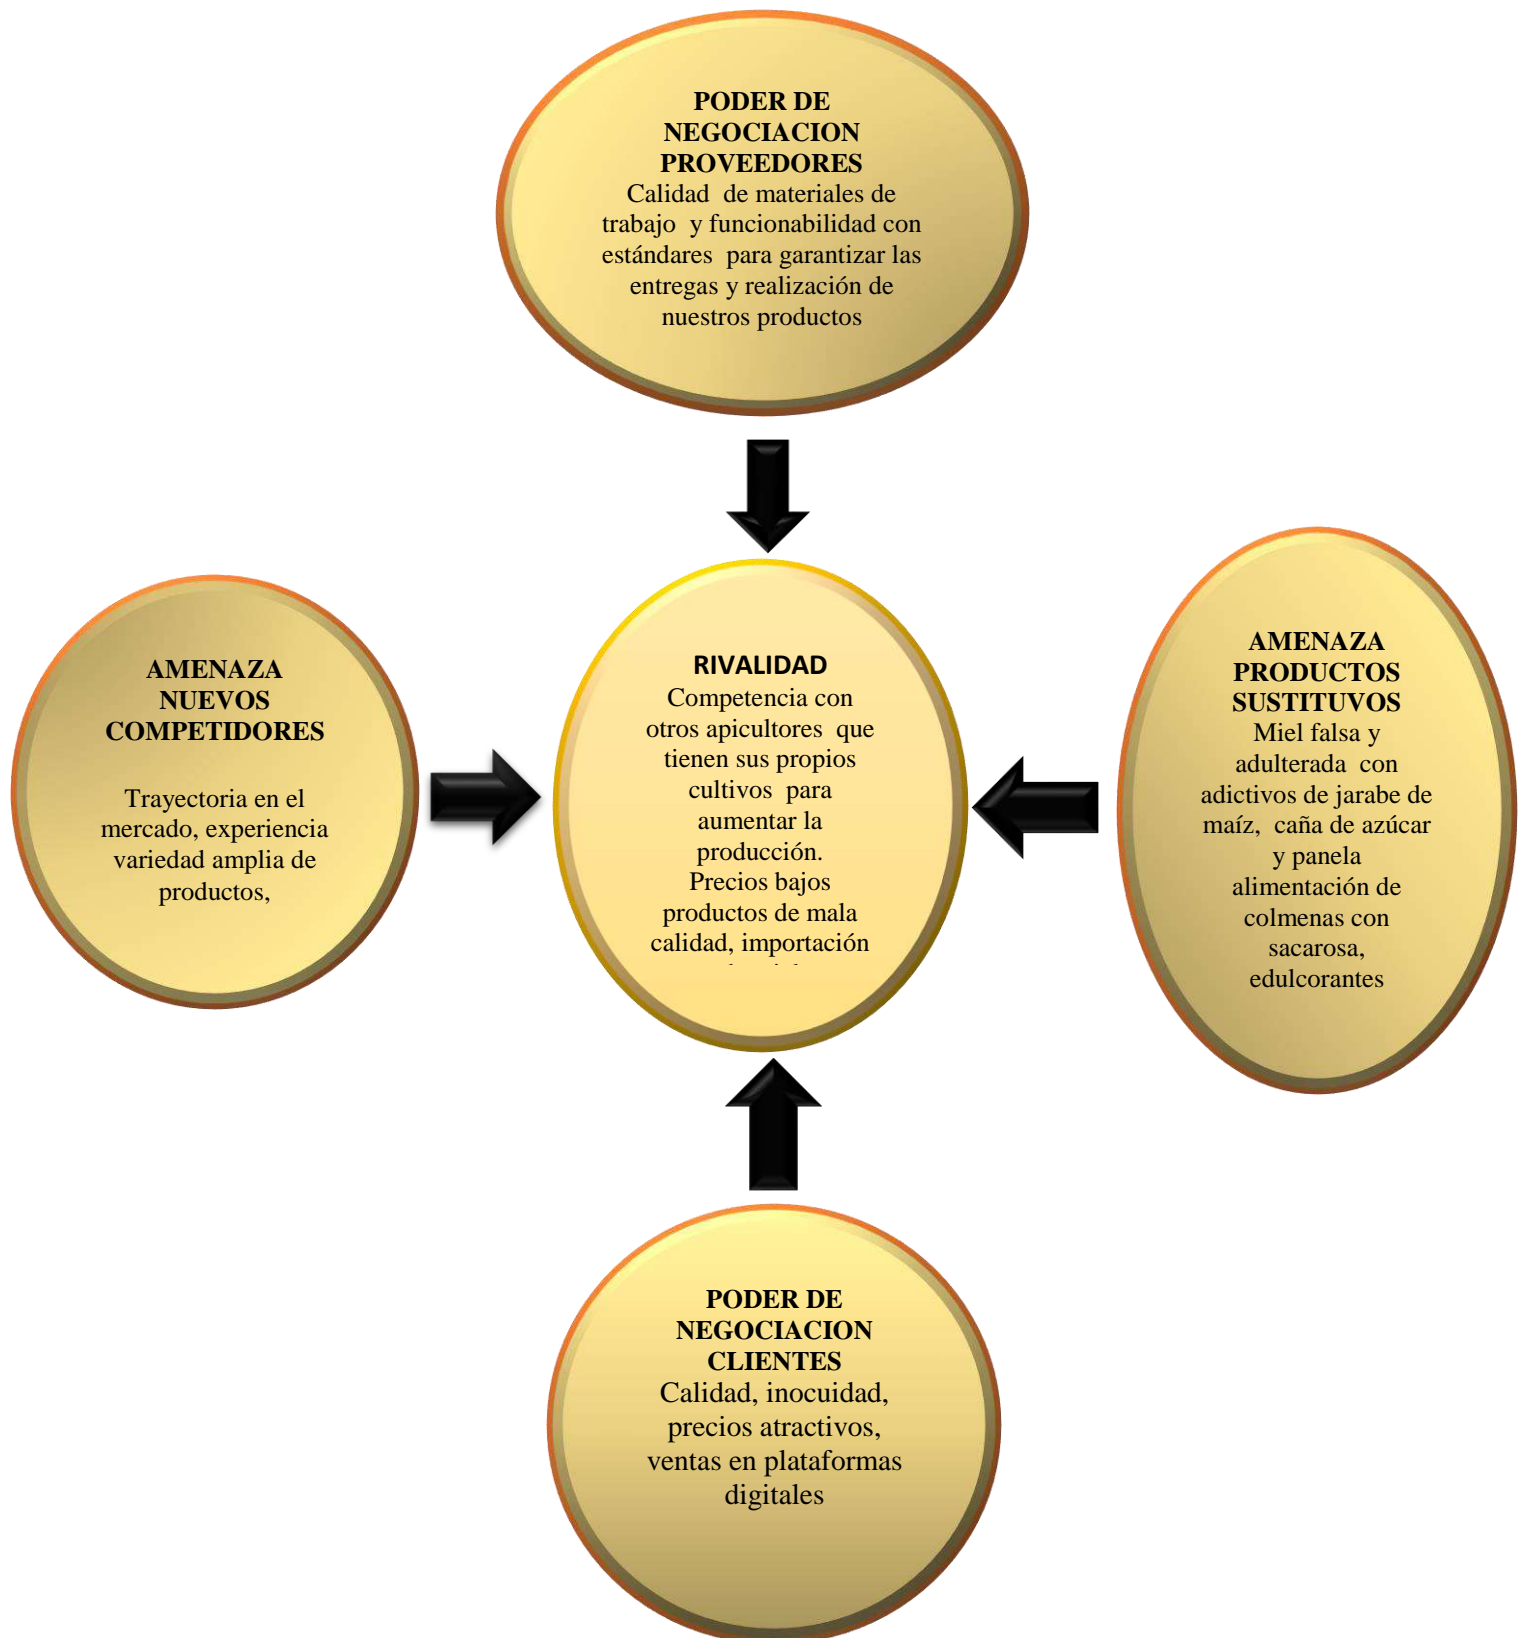 PODER DE
NEGOCIACION
PROVEEDORES
Calidad de materiales de
trabajo y funcionabilidad con
estándares para garantizar las
entregas y realización de
nuestros productos
AMENAZA
NUEVOS
COMPETIDORES
Trayectoria en el
mercado, experiencia
variedad amplia de
productos,
RIVALIDAD
Competencia con
otros apicultores que
tienen sus propios
cultivos para
aumentar la
producción.
Precios bajos
productos de mala
calidad, importación
AMENAZA
PRODUCTOS
SUSTITUVOS
Miel falsa y
adulterada con
adictivos de jarabe de
maíz, caña de azúcar
y panela
alimentación de
colmenas con
sacarosa,
edulcorantes
PODER DE
NEGOCIACION
CLIENTES
Calidad, inocuidad,
precios atractivos,
ventas en plataformas
digitales